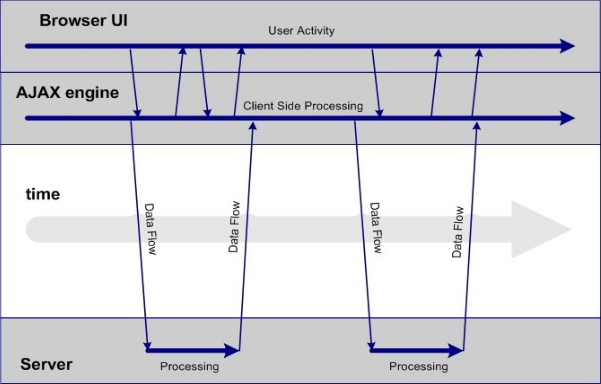 Browser UI
User Activity
AJAX engine
Client Side Processing
time
Data Flow
Data Flow
Data Flow
Data Flow
Server
Processing
Processing